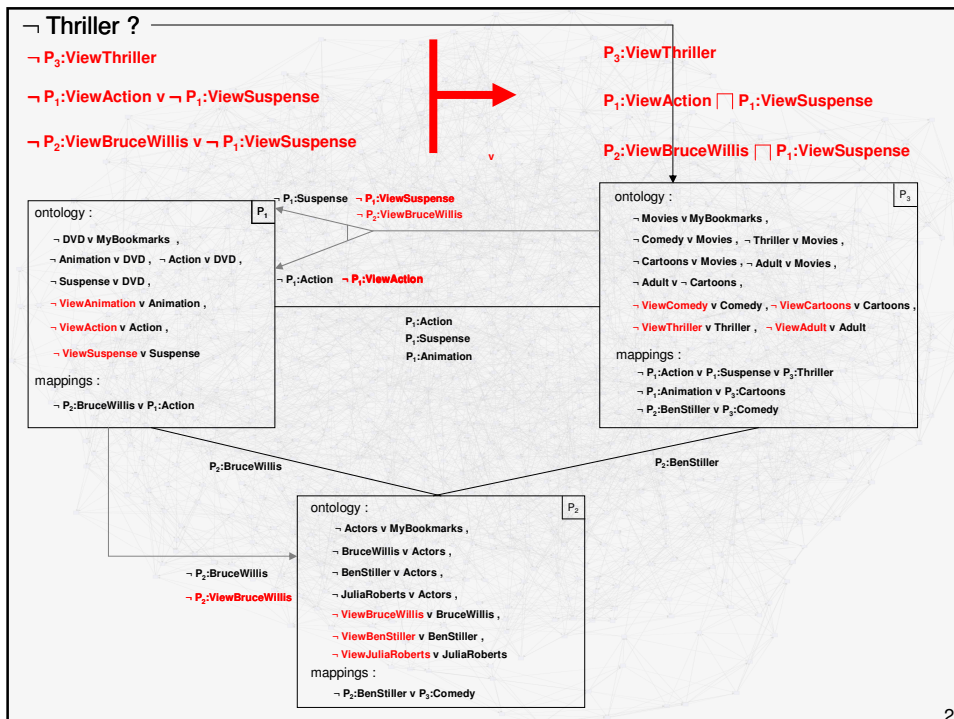 ¬ Thriller ?
¬ P₃:ViewThriller
¬ P₁:ViewAction v ¬ P₁:ViewSuspense
¬ P₂:ViewBruceWillis v ¬ P₁:ViewSuspense
v
P₃:ViewThriller
P₁:ViewAction ⊓ P₁:ViewSuspense
P₂:ViewBruceWillis ⊓ P₁:ViewSuspense
¬ P₁:Suspense ¬ P₁:ViewSuspense
¬ P₂:ViewBruceWillis
¬ P₁:Action ¬ P₁:ViewAction
ontology : P₁
¬ DVD v MyBookmarks ,
¬ Animation v DVD , ¬ Action v DVD ,
¬ Suspense v DVD ,
¬ ViewAnimation v Animation ,
¬ ViewAction v Action ,
¬ ViewSuspense v Suspense
mappings :
¬ P₂:BruceWillis v P₁:Action
P₁:Action
P₁:Suspense
P₁:Animation
ontology : P₃
¬ Movies v MyBookmarks ,
¬ Comedy v Movies , ¬ Thriller v Movies ,
¬ Cartoons v Movies , ¬ Adult v Movies ,
¬ Adult v ¬ Cartoons ,
¬ ViewComedy v Comedy , ¬ ViewCartoons v Cartoons ,
¬ ViewThriller v Thriller , ¬ ViewAdult v Adult
mappings :
¬ P₁:Action v P₁:Suspense v P₃:Thriller
¬ P₁:Animation v P₃:Cartoons
¬ P₂:BenStiller v P₃:Comedy
P₂:BruceWillis
P₂:BenStiller
¬ P₂:BruceWillis
¬ P₂:ViewBruceWillis
ontology : P₂
¬ Actors v MyBookmarks ,
¬ BruceWillis v Actors ,
¬ BenStiller v Actors ,
¬ JuliaRoberts v Actors ,
¬ ViewBruceWillis v BruceWillis ,
¬ ViewBenStiller v BenStiller ,
¬ ViewJuliaRoberts v JuliaRoberts
mappings :
¬ P₂:BenStiller v P₃:Comedy
2